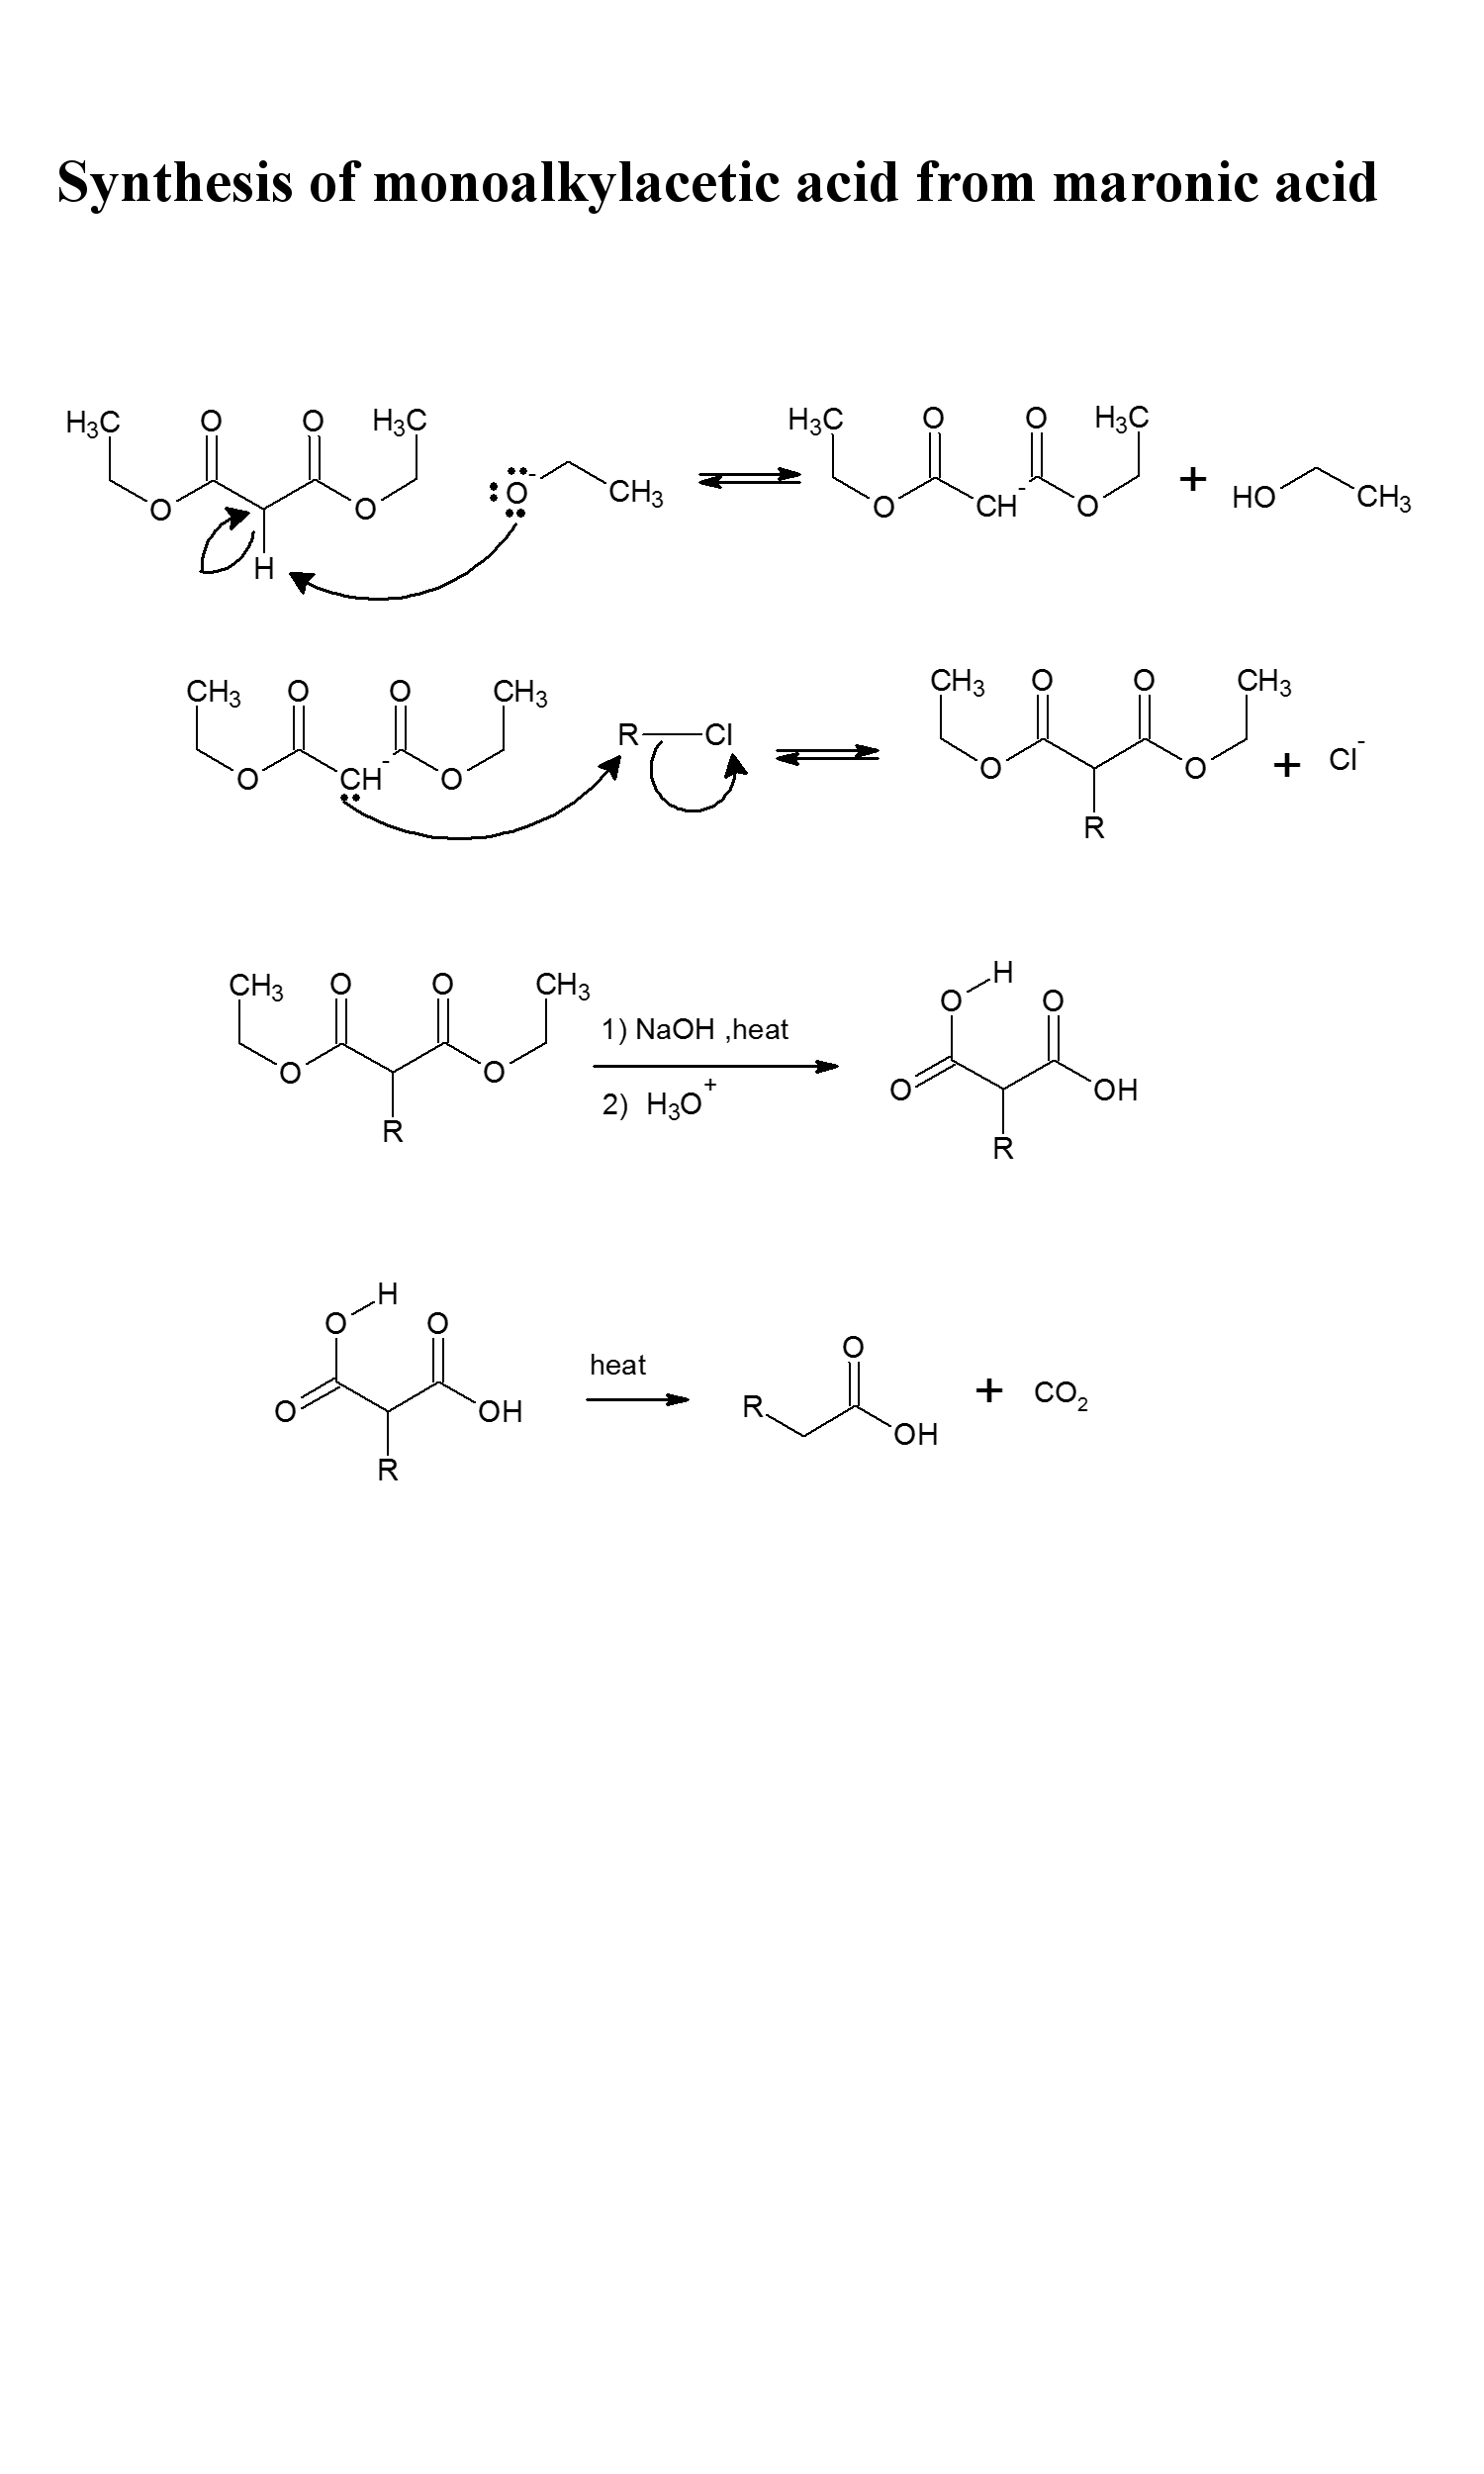 Synthesis of monoalkylacetic acid from maronic acid
H₃C O O H₃C
O O H
O⁻ CH₃
H₃C O O H₃C
O CH⁻ O
+
HO CH₃
CH₃ O O CH₃
O CH⁻ O
R Cl
CH₃ O O CH₃
O O
R
+ Cl⁻
CH₃ O O CH₃
O O
R
1) NaOH ,heat
2) H₃O⁺
H
O O
O OH
R
H
O O
O OH
R
heat
O
R OH
+ CO₂